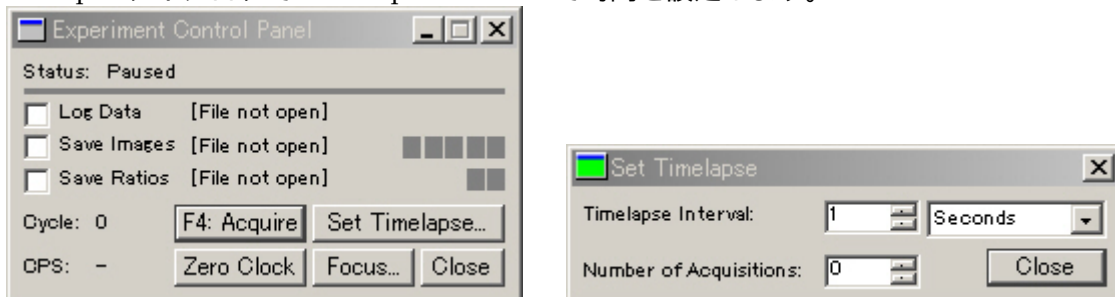 Experiment Control Panel
Status: Paused
Log Data [File not open]
Save Images [File not open]
Save Ratios [File not open]
Cycle: 0 F4: Acquire Set Timelapse...
CPS: - Zero Clock Focus... Close
Set Timelapse
Timelapse Interval: 1 Seconds
Number of Acquisitions: 0 Close